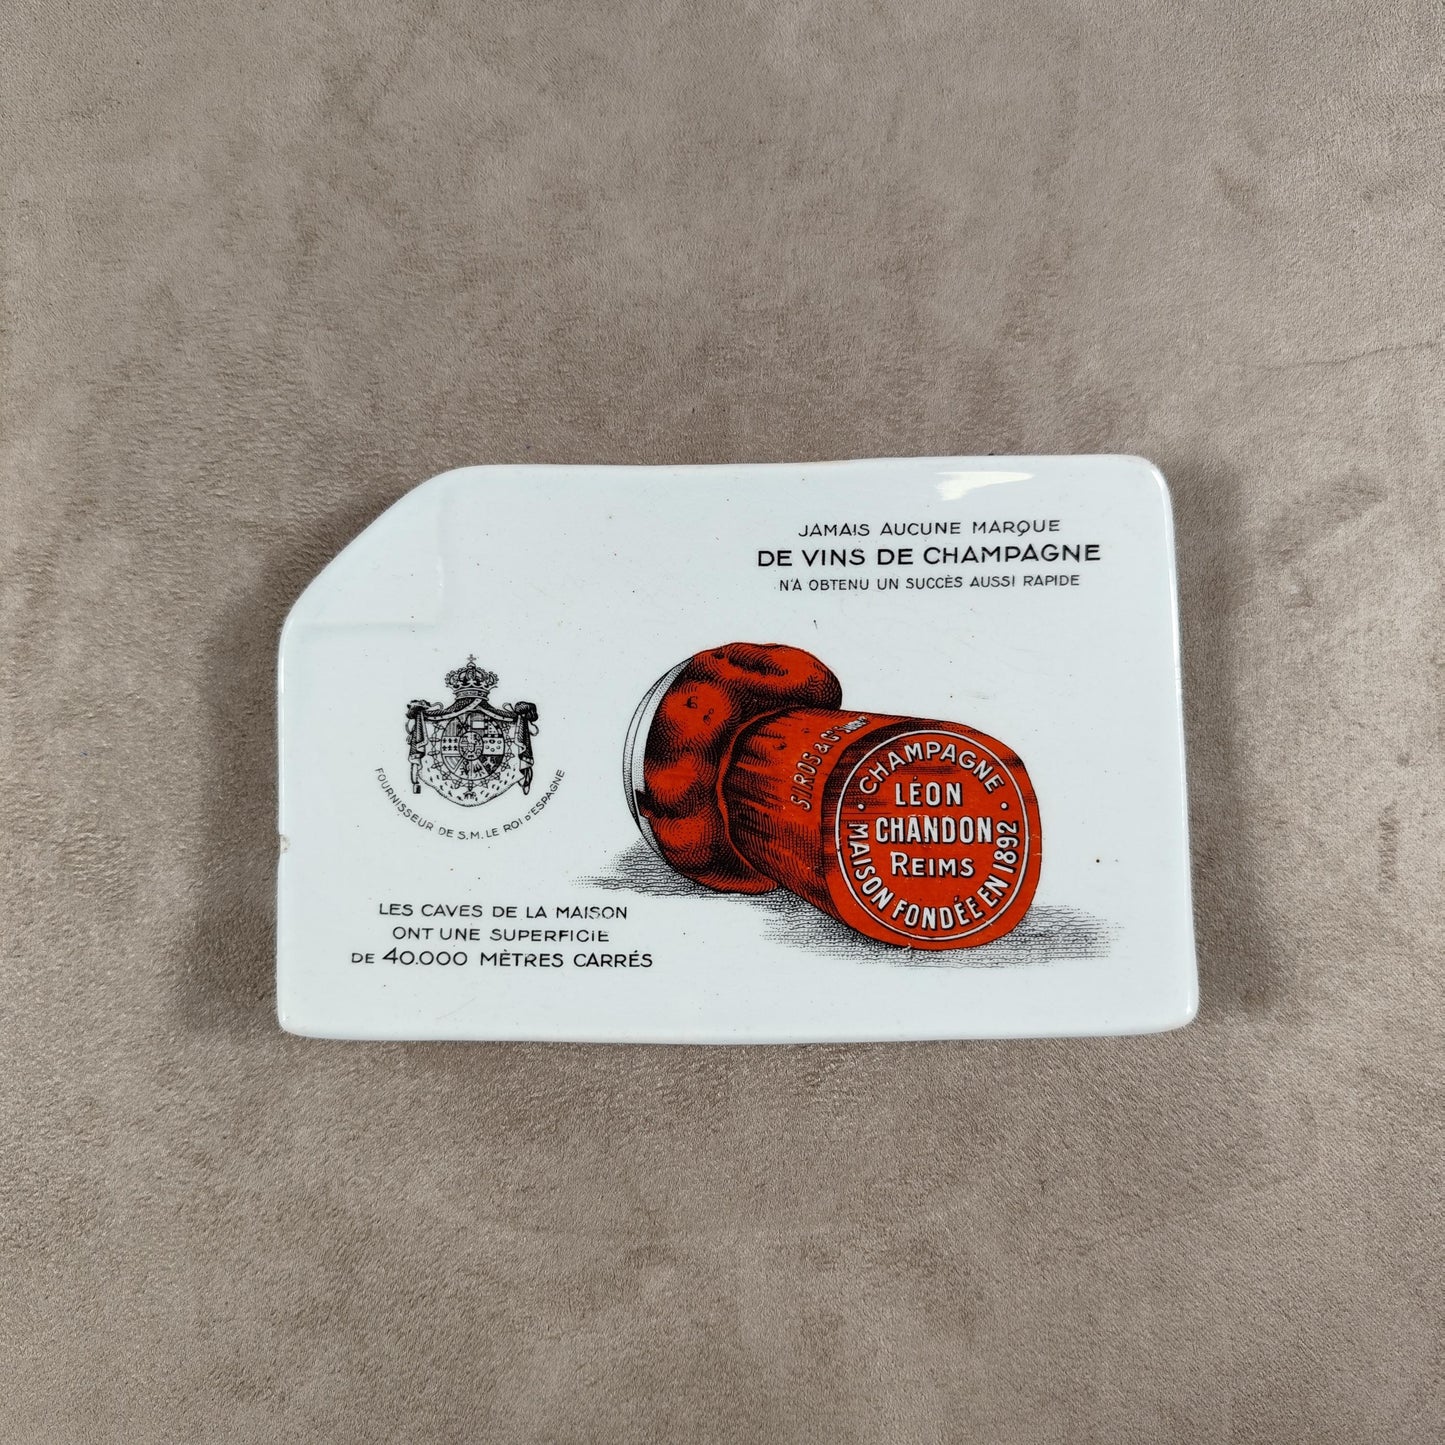 JAMAIS AUCUNE MARQUE
DE VINS DE CHAMPAGNE
N'A OBTENU UN SUCCÈS AUSSI RAPIDE
FOURNISSEUR DE S.M. LE ROI D'ESPAGNE
LES CAVES DE LA MAISON
ONT UNE SUPERFICIE
DE 40.000 MÈTRES CARRÉS
CHAMPAGNE
LÉON
CHANDON
REIMS
MAISON FONDÉE EN 1892